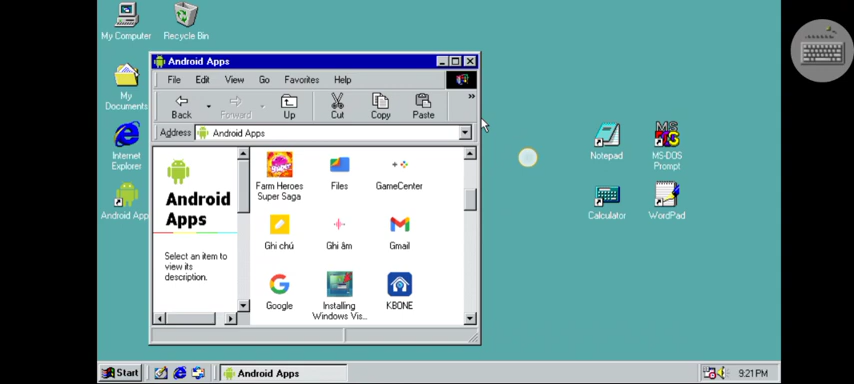 My Computer
Recycle Bin
My
Documents
Internet
Explorer
Android App
Android Apps
File Edit View Go Favorites Help
Back Forward Up Cut Copy Paste »
Address Android Apps
Android
Apps
Select an item to
view its
description.
Farm Heroes
Super Saga
Files
GameCenter
Ghi chú
Ghi âm
Gmail
Google
Installing
Windows Vis...
KBONE
Notepad
MS-DOS
Prompt
Calculator
WordPad
Start
Android Apps
9:21 PM